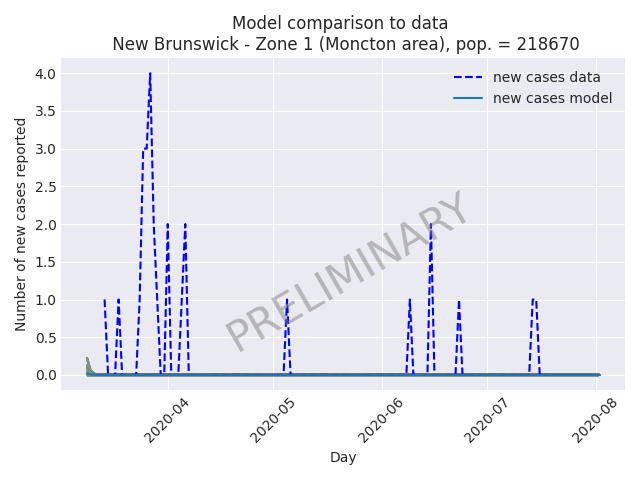 Model comparison to data
New Brunswick - Zone 1 (Moncton area), pop. = 218670
new cases data
new cases model
Number of new cases reported
4.0
3.5
3.0
2.5
2.0
1.5
1.0
0.5
0.0
PRELIMINARY
2020-04
2020-05
2020-06
2020-07
2020-08
Day